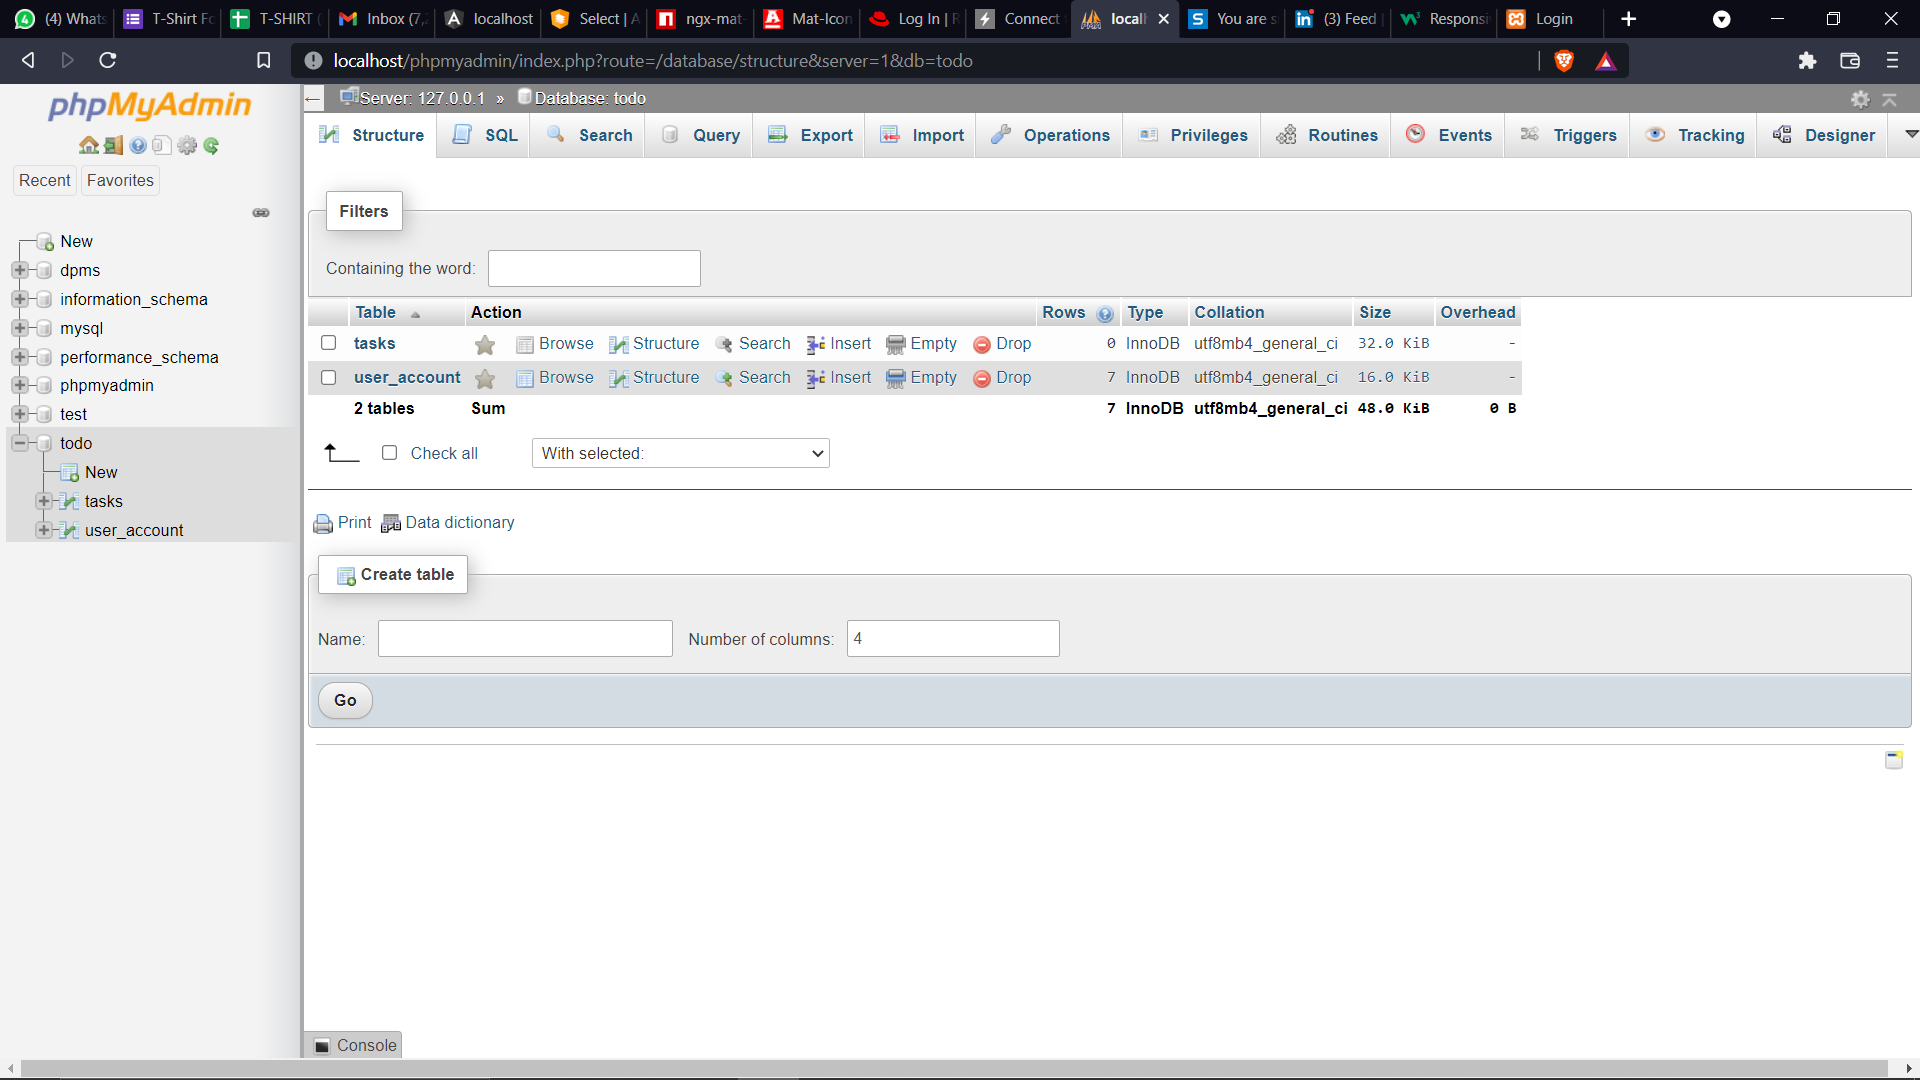 (4) Whats
T-Shirt Fo
T-SHIRT (
Inbox (7,
localhost
Select | A
ngx-mat-
Mat-Icon
Log In | R
Connect
local
You are s
(3) Feed |
Responsi
Login
localhost/phpmyadmin/index.php?route=/database/structure&server=1&db=todo
phpMyAdmin
Recent Favorites
New
dpms
information_schema
mysql
performance_schema
phpmyadmin
test
todo
New
tasks
user_account
Server: 127.0.0.1 » Database: todo
Structure SQL Search Query Export Import Operations Privileges Routines Events Triggers Tracking Designer
Filters
Containing the word:
Table Action Rows Type Collation Size Overhead
tasks Browse Structure Search Insert Empty Drop 0 InnoDB utf8mb4_general_ci 32.0 KiB -
user_account Browse Structure Search Insert Empty Drop 7 InnoDB utf8mb4_general_ci 16.0 KiB -
2 tables Sum 7 InnoDB utf8mb4_general_ci 48.0 KiB 0 B
Check all With selected:
Print Data dictionary
Create table
Name: Number of columns: 4
Go
Console